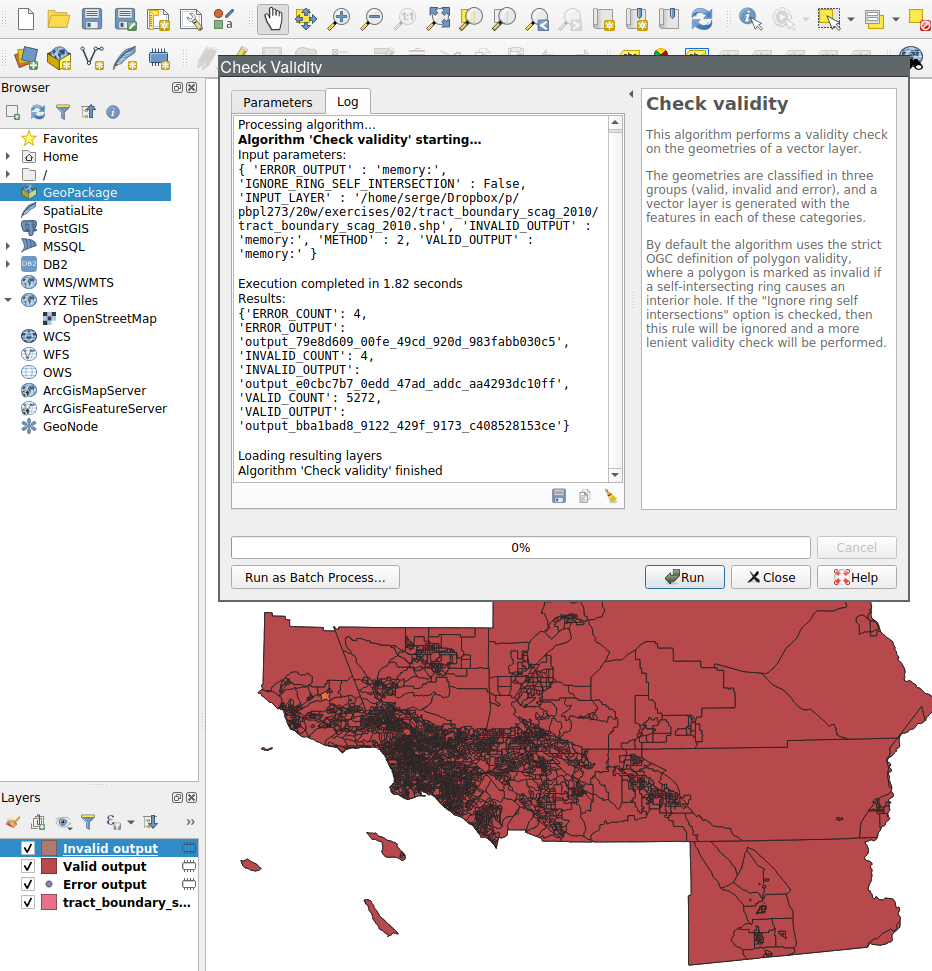 Check Validity
Browser
Favorites
Home
/
GeoPackage
SpatiaLite
PostGIS
MSSQL
DB2
DB2
WMS/WMTS
XYZ Tiles
OpenStreetMap
WCS
WFS
OWS
ArcGisMapServer
ArcGisFeatureServer
GeoNode
Parameters
Log
Processing algorithm…
Algorithm 'Check validity' starting…
Input parameters:
{ 'ERROR_OUTPUT' : 'memory:',
'IGNORE_RING_SELF_INTERSECTION' : False,
'INPUT_LAYER' : '/home/serge/Dropbox/p/
pbpl273/20w/exercises/02/tract_boundary_scag_2010/
tract_boundary_scag_2010.shp', 'INVALID_OUTPUT' :
'memory:', 'METHOD' : 2, 'VALID_OUTPUT' :
'memory:' }
Execution completed in 1.82 seconds
Results:
{'ERROR_COUNT': 4,
'ERROR_OUTPUT':
'output_79e8d609_00fe_49cd_920d_983fabb030c5',
'INVALID_COUNT': 4,
'INVALID_OUTPUT':
'output_e0cbc7b7_0edd_47ad_addc_aa4293dc10ff',
'VALID_COUNT': 5272,
'VALID_OUTPUT':
'output_bba1bad8_9122_429f_9173_c408528153ce'}
Loading resulting layers
Algorithm 'Check validity' finished
Check validity
This algorithm performs a validity check
on the geometries of a vector layer.
The geometries are classified in three
groups (valid, invalid and error), and a
vector layer is generated with the
features in each of these categories.
By default the algorithm uses the strict
OGC definition of polygon validity,
where a polygon is marked as invalid if
a self-intersecting ring causes an
interior hole. If the "Ignore ring self
intersections" option is checked, then
this rule will be ignored and a more
lenient validity check will be performed.
0%
Cancel
Run as Batch Process…
Run
Close
Help
Layers
Invalid output
Valid output
Error output
tract_boundary_s…